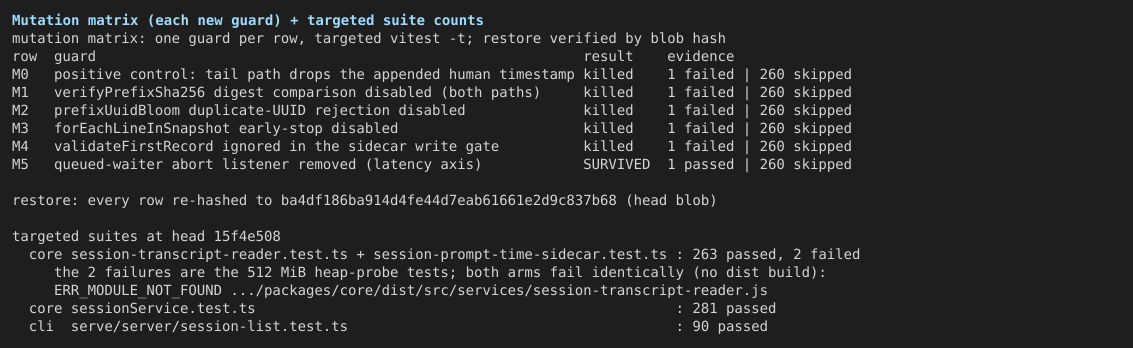 Mutation matrix (each new guard) + targeted suite counts
mutation matrix: one guard per row, targeted vitest -t; restore verified by blob hash
row guard result evidence
M0 positive control: tail path drops the appended human timestamp killed 1 failed | 260 skipped
M1 verifyPrefixSha256 digest comparison disabled (both paths) killed 1 failed | 260 skipped
M2 prefixUuidBloom duplicate-UUID rejection disabled killed 1 failed | 260 skipped
M3 forEachLineInSnapshot early-stop disabled killed 1 failed | 260 skipped
M4 validateFirstRecord ignored in the sidecar write gate killed 1 failed | 260 skipped
M5 queued-waiter abort listener removed (latency axis) SURVIVED 1 passed | 260 skipped
restore: every row re-hashed to ba4df186ba914d4fe44d7eab61661e2d9c837b68 (head blob)
targeted suites at head 15f4e508
core session-transcript-reader.test.ts + session-prompt-time-sidecar.test.ts : 263 passed, 2 failed
the 2 failures are the 512 MiB heap-probe tests; both arms fail identically (no dist build):
ERR_MODULE_NOT_FOUND .../packages/core/dist/src/services/session-transcript-reader.js
core sessionService.test.ts : 281 passed
cli serve/server/session-list.test.ts : 90 passed